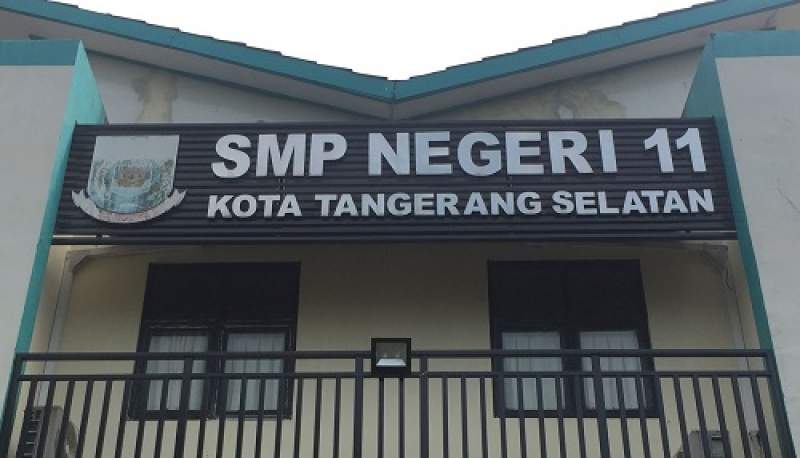 SMP NEGERI 11
KOTA TANGERANG SELATAN